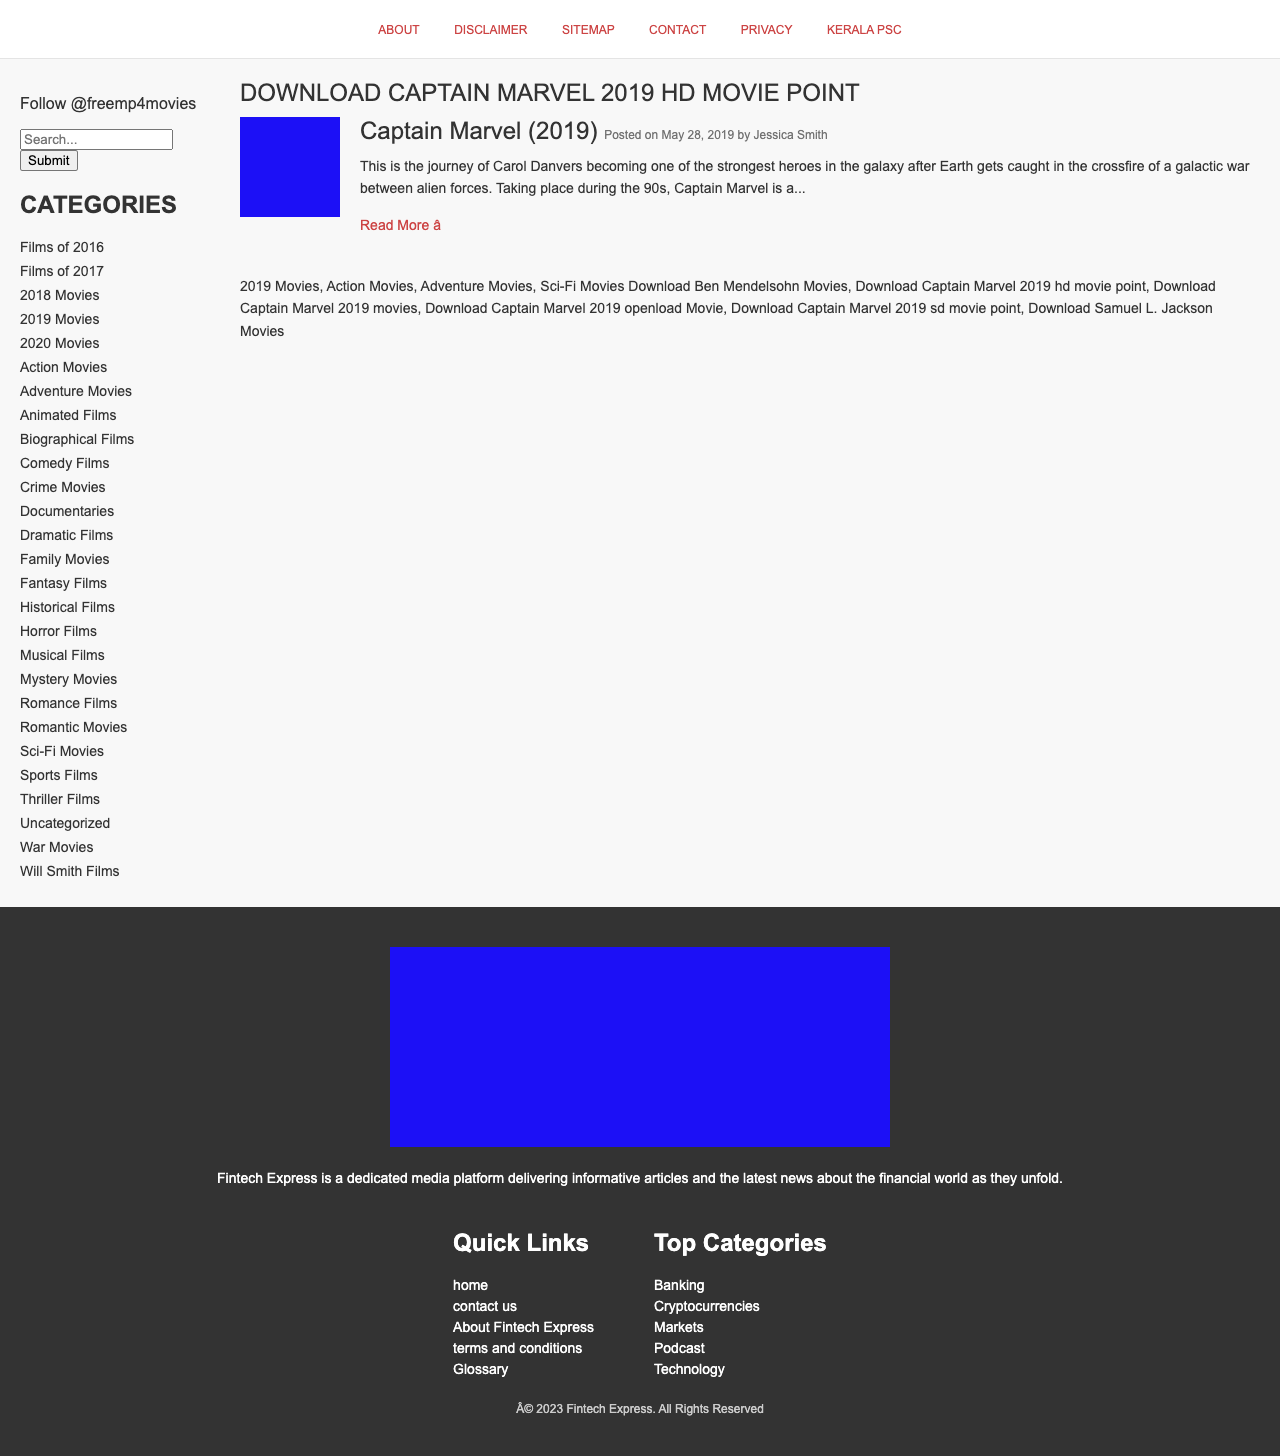 ABOUT DISCLAIMER SITEMAP CONTACT PRIVACY KERALA PSC
Follow @freemp4movies
Search...
Submit
CATEGORIES
Films of 2016
Films of 2017
2018 Movies
2019 Movies
2020 Movies
Action Movies
Adventure Movies
Animated Films
Biographical Films
Comedy Films
Crime Movies
Documentaries
Dramatic Films
Family Movies
Fantasy Films
Historical Films
Horror Films
Musical Films
Mystery Movies
Romance Films
Romantic Movies
Sci-Fi Movies
Sports Films
Thriller Films
Uncategorized
War Movies
Will Smith Films
DOWNLOAD CAPTAIN MARVEL 2019 HD MOVIE POINT
Captain Marvel (2019) Posted on May 28, 2019 by Jessica Smith
This is the journey of Carol Danvers becoming one of the strongest heroes in the galaxy after Earth gets caught in the crossfire of a galactic war
between alien forces. Taking place during the 90s, Captain Marvel is a...
Read More â
2019 Movies, Action Movies, Adventure Movies, Sci-Fi Movies Download Ben Mendelsohn Movies, Download Captain Marvel 2019 hd movie point, Download
Captain Marvel 2019 movies, Download Captain Marvel 2019 openload Movie, Download Captain Marvel 2019 sd movie point, Download Samuel L. Jackson
Movies
Fintech Express is a dedicated media platform delivering informative articles and the latest news about the financial world as they unfold.
Quick Links
home
contact us
About Fintech Express
terms and conditions
Glossary
Top Categories
Banking
Cryptocurrencies
Markets
Podcast
Technology
Â© 2023 Fintech Express. All Rights Reserved